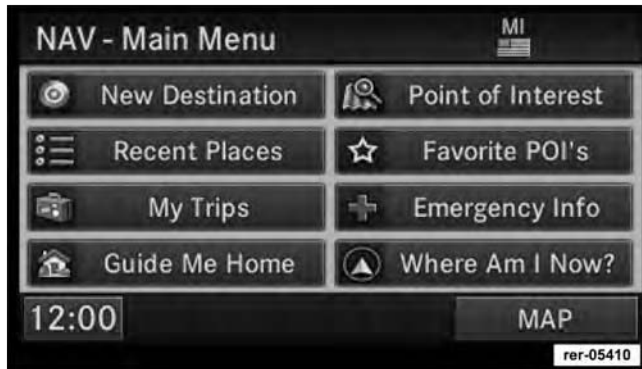 NAV - Main Menu
MI
New Destination
Point of Interest
Recent Places
Favorite POI's
My Trips
Emergency Info
Guide Me Home
Where Am I Now?
12:00
MAP
rer-05410